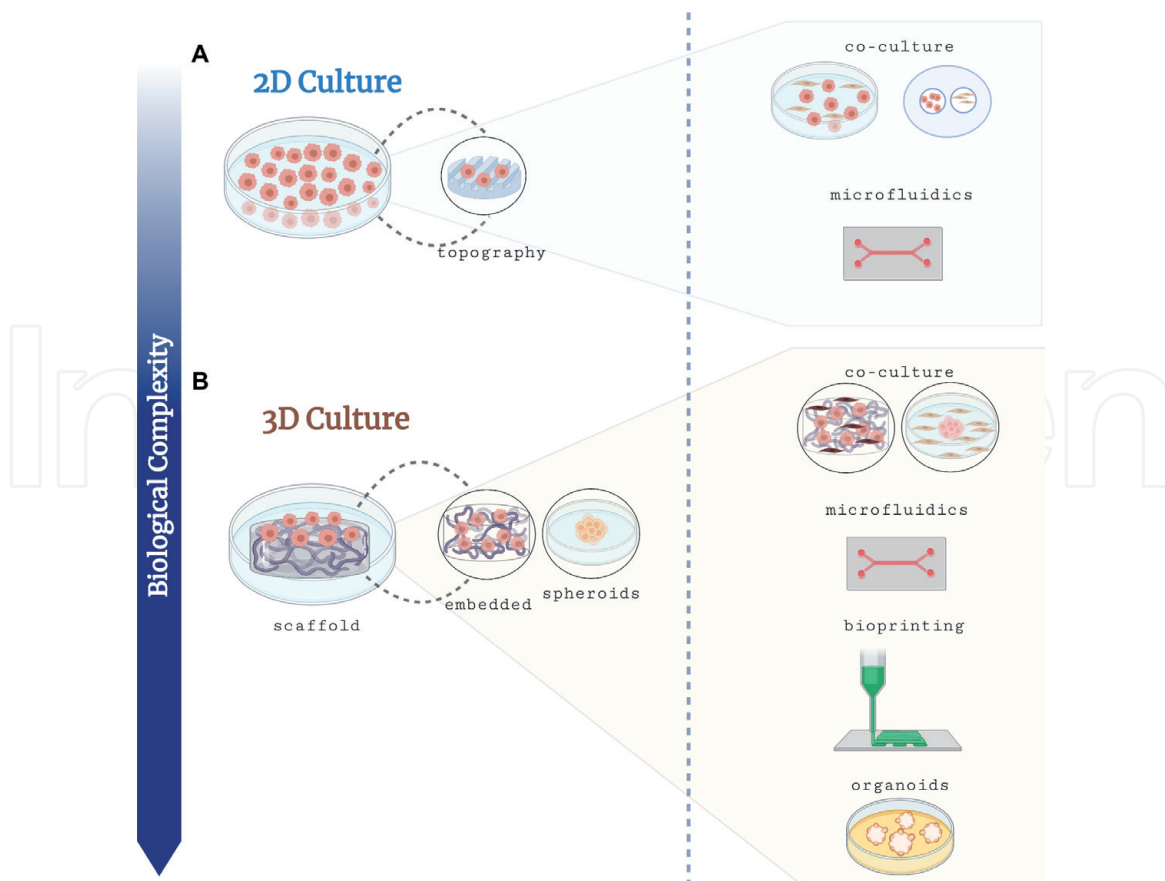 A
2D Culture
topography
co-culture
microfluidics
Biological Complexity
B
3D Culture
scaffold
embedded
spheroids
co-culture
microfluidics
bioprinting
organoids